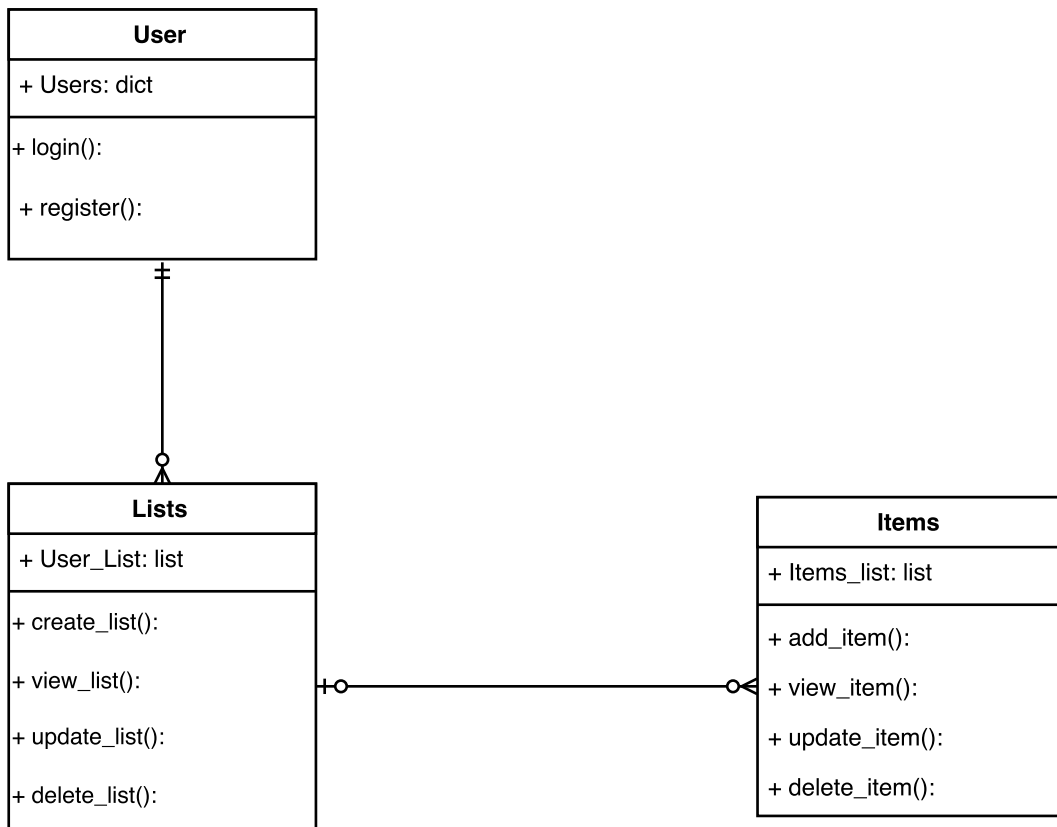 User
+ Users: dict
+ login():
+ register():
Lists
+ User_List: list
+ create_list():
+ view_list():
+ update_list():
+ delete_list():
Items
+ Items_list: list
+ add_item():
+ view_item():
+ update_item():
+ delete_item():